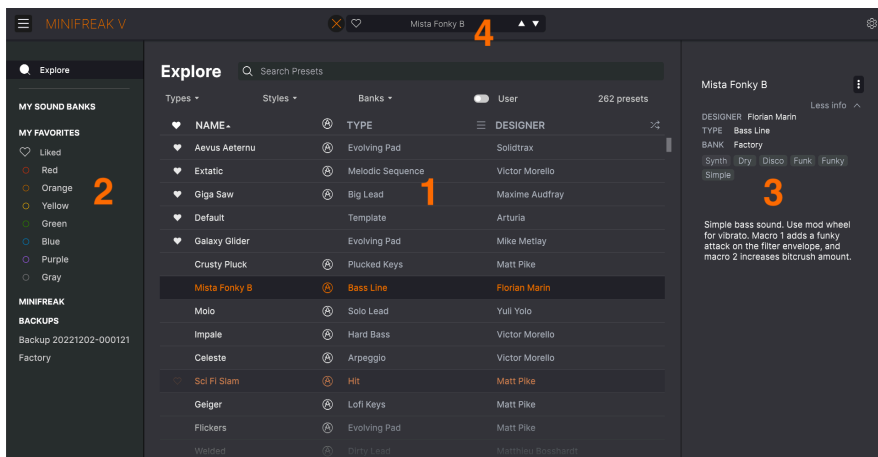 MINIFREAK V
Mista Fonky B
4
Explore
MY SOUND BANKS
MY FAVORITES
Liked
Red
Orange
Yellow
Green
Blue
Purple
Gray
2
MINIFREAK
BACKUPS
Backup 20221202-000121
Factory
Explore
Search Presets
Types
Styles
Banks
User
262 presets
NAME TYPE DESIGNER
Aevus Aeternu Evolving Pad Solidtrax
Extatic Melodic Sequence Victor Morello
Giga Saw Big Lead Maxime Audfray
1
Default Template Arturia
Galaxy Glider Evolving Pad Mike Metlay
Crusty Pluck Plucked Keys Matt Pike
Mista Fonky B Bass Line Florian Marin
Moio Solo Lead Yuli Yolo
Impale Hard Bass Victor Morello
Celeste Arpeggio Victor Morello
Sci Fi Slam Hit Matt Pike
Geiger Lofi Keys Matt Pike
Flickers Evolving Pad Matt Pike
Welded Dirty Lead Matthieu Bosshardt
Mista Fonky B
Less info
DESIGNER Florian Marin
TYPE Bass Line
BANK Factory
Synth Dry Disco Funk Funky
Simple
3
Simple bass sound. Use mod wheel
for vibrato. Macro 1 adds a funky
attack on the filter envelope, and
macro 2 increases bitcrush amount.